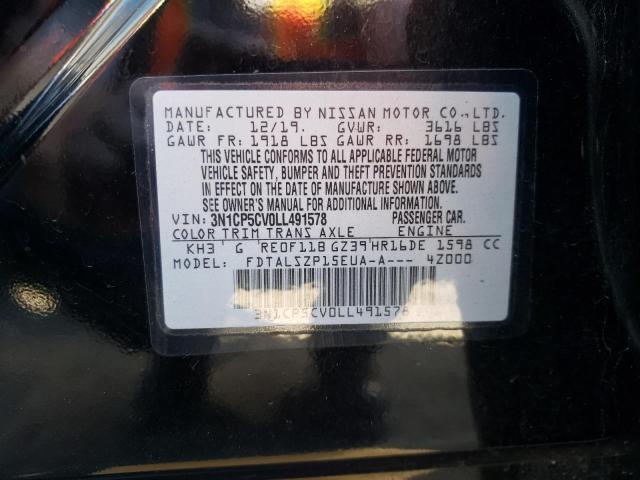 MANUFACTURED BY NISSAN MOTOR CO., LTD.
DATE: 12/19. GVWR: 3616 LBS
GAWR FR: 1918 LBS GAWR RR: 1698 LBS
THIS VEHICLE CONFORMS TO ALL APPLICABLE FEDERAL MOTOR
VEHICLE SAFETY, BUMPER AND THEFT PREVENTION STANDARDS
IN EFFECT ON THE DATE OF MANUFACTURE SHOWN ABOVE.
SEE OWNER'S MANUAL FOR ADDITIONAL INFORMATION.
VIN: 3N1CP5CV0LL491578 PASSENGER CAR.
COLOR TRIM TRANS AXLE ENGINE
KH3 G RE0F11B GZ39 HR16DE 1598 CC
MODEL: FDTALSZP15EUA-A--- 4Z000
3N1CP5CV0LL491578